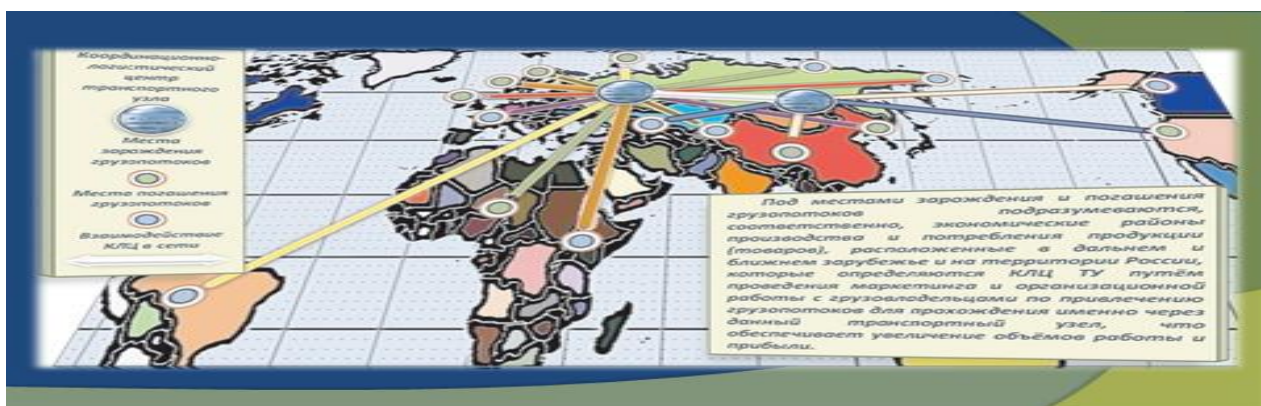 Координационно-
логистический
центр
транспортного
узла
Места
зарождения
грузопотоков
Место погашения
грузопотоков
Взаимодействие
КЛЦ в сети
Под местами зарождения и погашения
грузопотоков подразумеваются,
соответственно, экономические районы
производства и потребления продукции
(товаров), расположенные в дальнем и
ближнем зарубежье и на территории России,
которые определяются КЛЦ ТУ путём
проведения маркетинга и организационной
работы с грузовлодельцами по привлечению
грузопотоков для прохождения именно через
данный транспортный узел, что
обеспечивает увеличение объёмов работы и
прибыли.